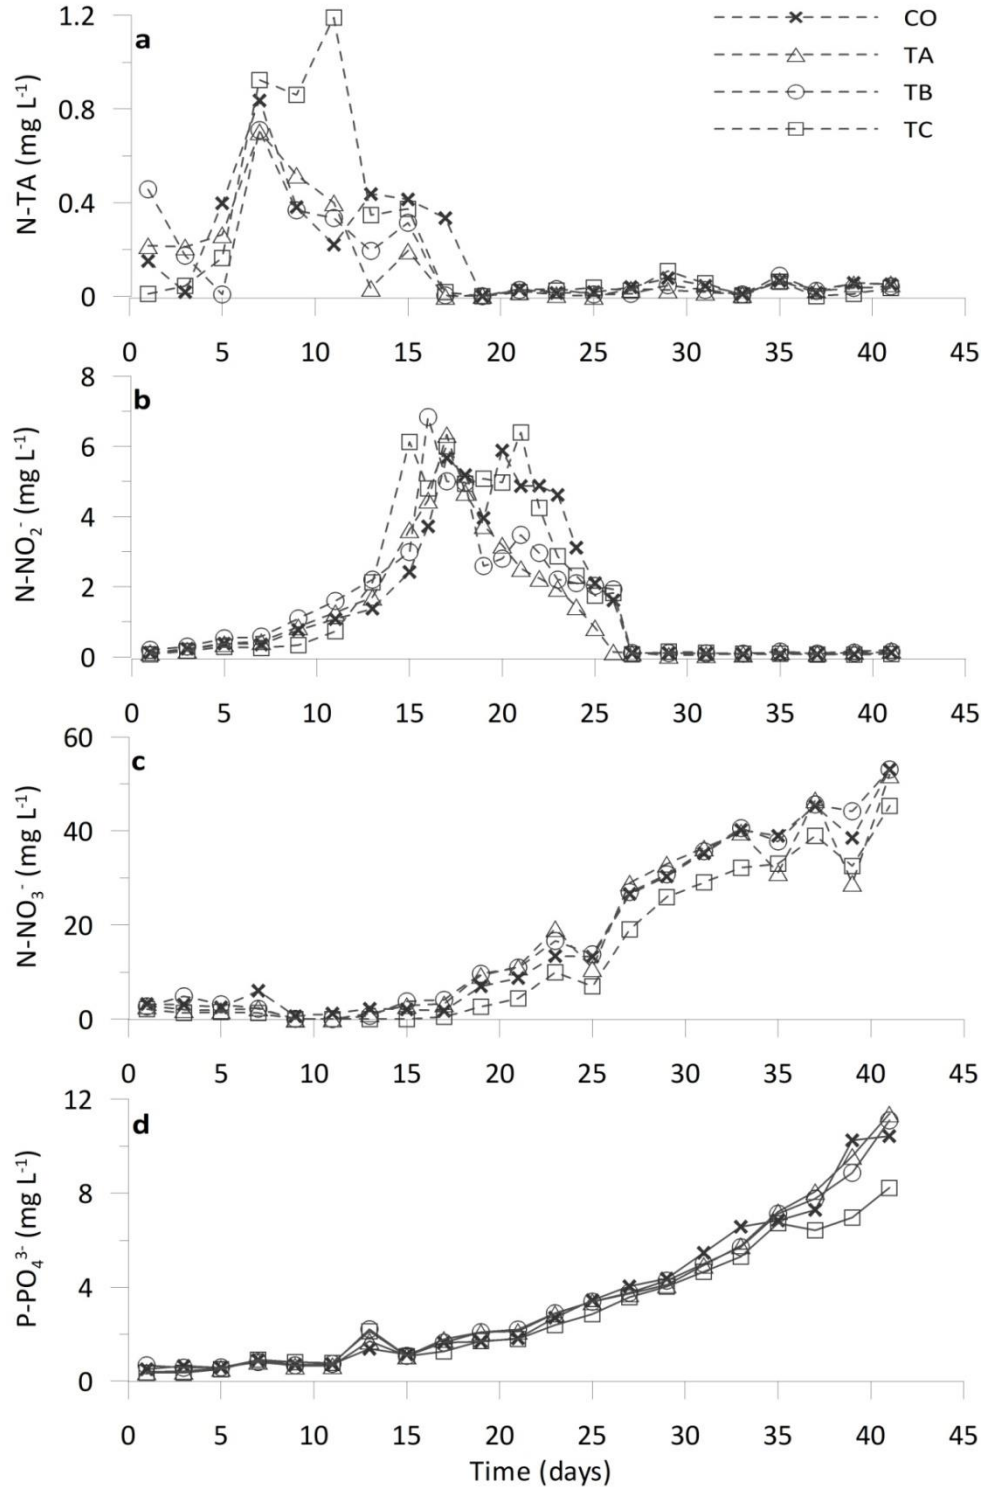 1.2
a
CO
TA
TB
TC
0.8
0.4
0
N-TA (mg L⁻¹)
0 5 10 15 20 25 30 35 40 45
8
b
6
4
2
0
N-NO₂⁻ (mg L⁻¹)
0 5 10 15 20 25 30 35 40 45
60
c
40
20
0
N-NO₃⁻ (mg L⁻¹)
0 5 10 15 20 25 30 35 40 45
12
d
8
4
0
P-PO₄³⁻ (mg L⁻¹)
0 5 10 15 20 25 30 35 40 45
Time (days)